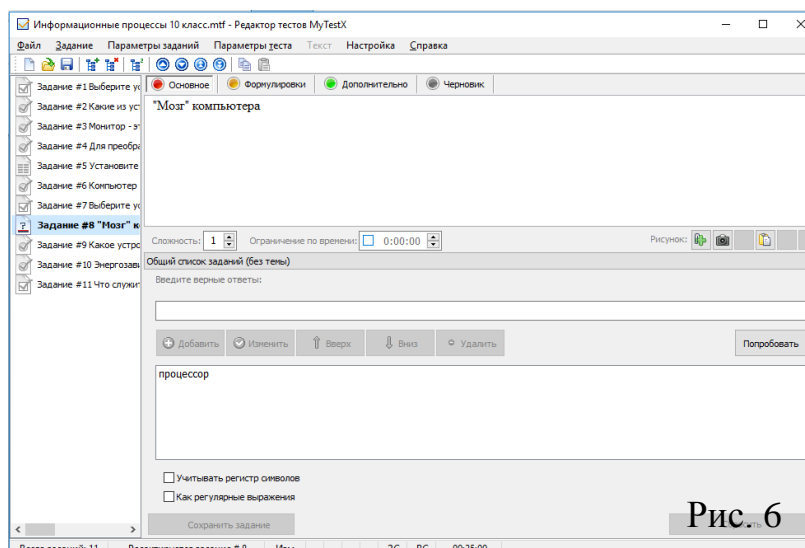 Информационные процессы 10 класс.mtf - Редактор тестов MyTestX
Файл Задание Параметры заданий Параметры теста Текст Настройка Справка
Основное Формулировки Дополнительно Черновик
Задание #1 Выберите ус
Задание #2 Какие из уст
Задание #3 Монитор - э
Задание #4 Для преобра
Задание #5 Установите
Задание #6 Компьютер
Задание #7 Выберите ус
Задание #8 "Мозг" к
Задание #9 Какое устро
Задание #10 Энергозави
Задание #11 Что служит
"Мозг" компьютера
Сложность: 1 Ограничение по времени: 0:00:00 Рисунок:
Общий список заданий (без темы)
Введите верные ответы:
Добавить Изменить Вверх Вниз Удалить Попробовать
процессор
Учитывать регистр символов
Как регулярные выражения
Сохранить задание
Рис. 6